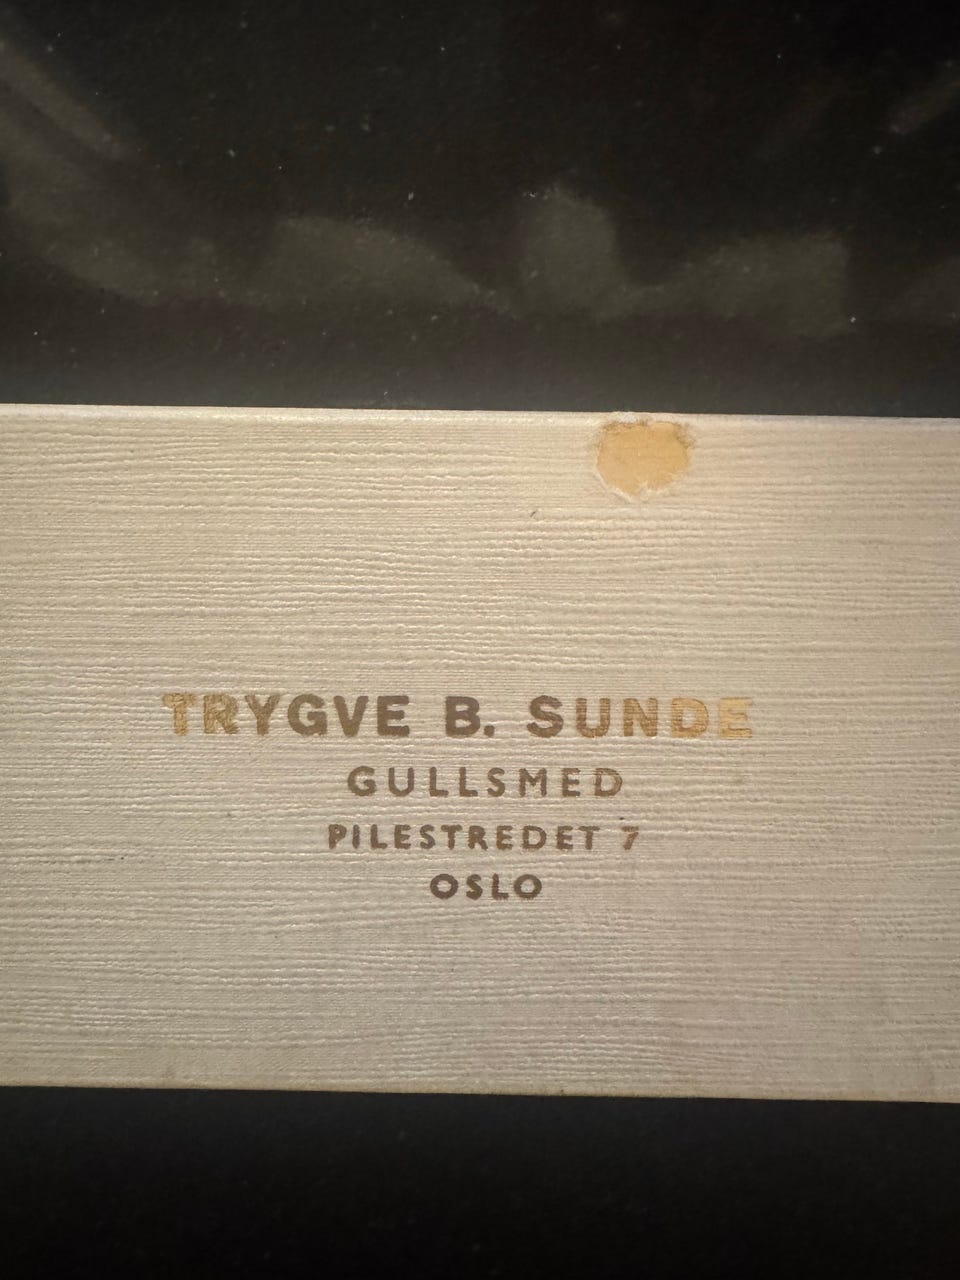 TRYGVE B. SUNDE
GULLSMED
PILESTREDET 7
OSLO